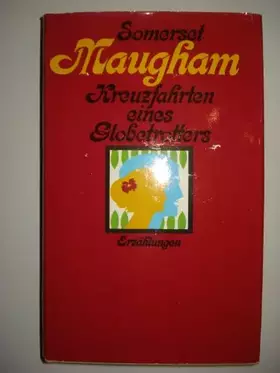 Somerset
Maugham
Kreuzfahrten
eines
Globetrotters
Erzählungen